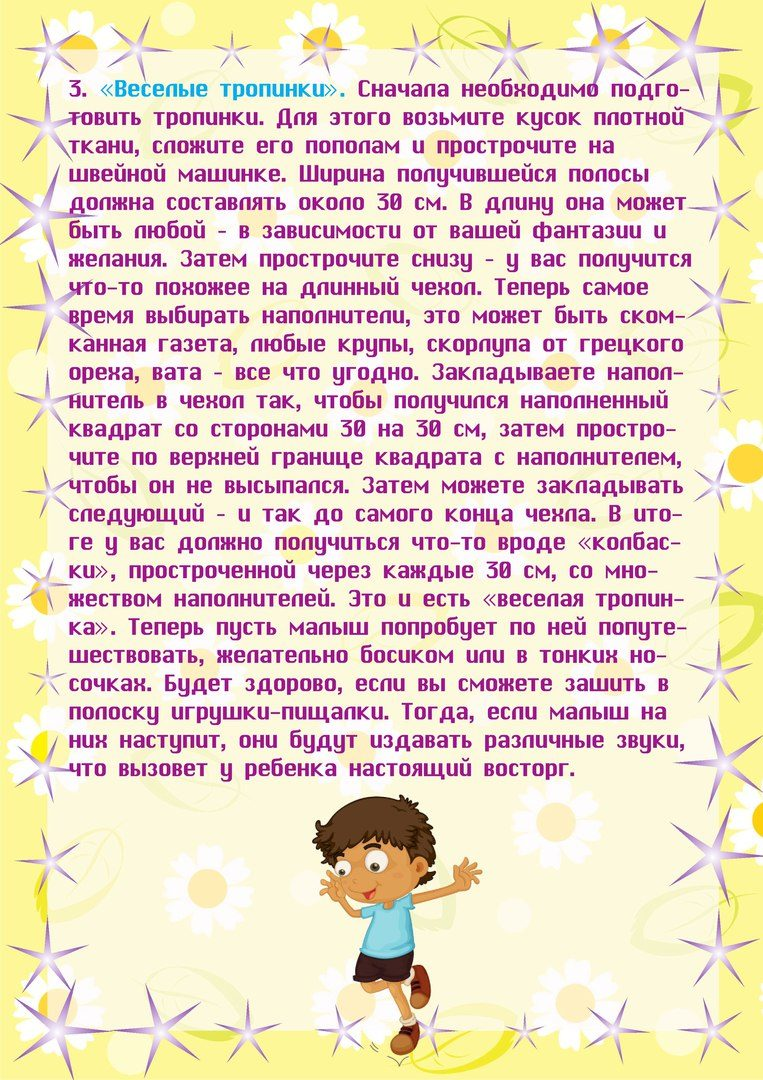 3. «Веселые тропинки». Сначала необходимо подго-
товить тропинки. Для этого возьмите кусок плотной
ткани, сложите его пополам и прострочите на
швейной машинке. Ширина получившейся полосы
должна составлять около 30 см. В длину она может
быть любой - в зависимости от вашей фантазии и
желания. Затем прострочите снизу - у вас получится
что-то похожее на длинный чехол. Теперь самое
время выбирать наполнители, это может быть ском-
канная газета, любые крупы, скорлупа от грецкого
ореха, вата - все что угодно. Закладываете напол-
нитель в чехол так, чтобы получился наполненный
квадрат со сторонами 30 на 30 см, затем простро-
чите по верхней границе квадрата с наполнителем,
чтобы он не высыпался. Затем можете закладывать
следующий - и так до самого конца чехла. В ито-
ге у вас должно получиться что-то вроде «колбас-
ки», простроченной через каждые 30 см, со мно-
жеством наполнителей. Это и есть «веселая тропин-
ка». Теперь пусть малыш попробует по ней попуте-
шествовать, желательно босиком или в тонких но-
сочках. Будет здорово, если вы сможете зашить в
полоску игрушки-пищалки. Тогда, если малыш на
них наступит, они будут издавать различные звуки,
что вызовет у ребенка настоящий восторг.